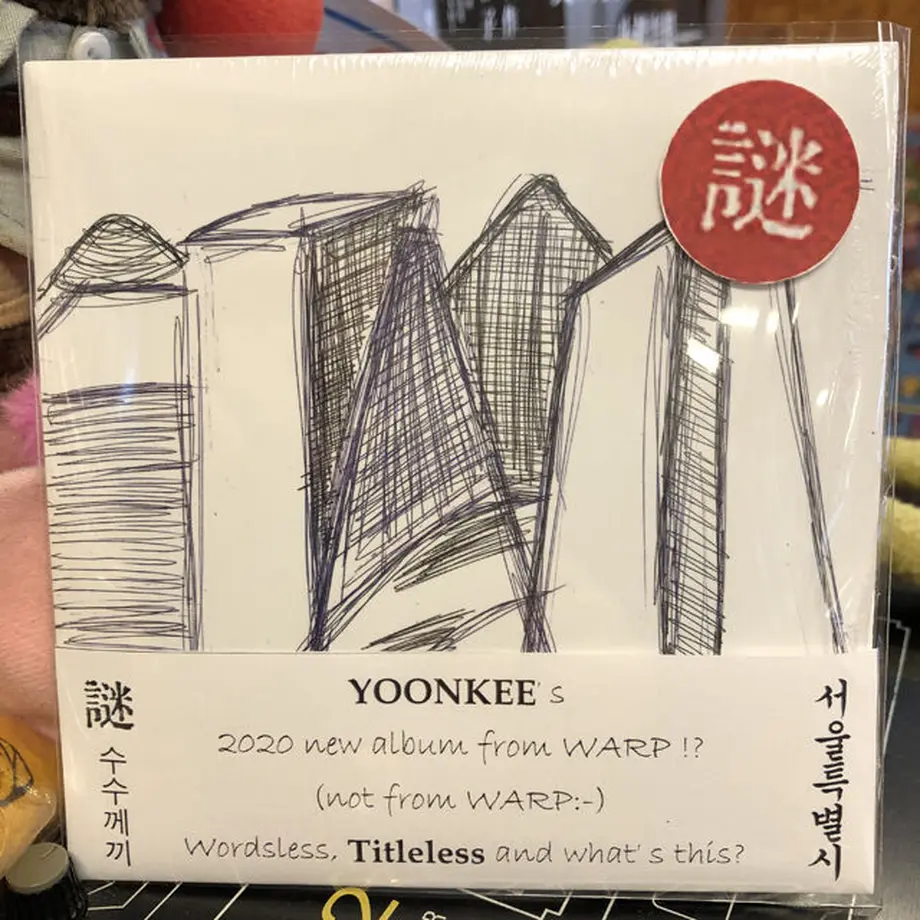 謎
YOONKEE's
2020 new album from WARP !?
(not from WARP:-)
Wordsless, Titleless and what's this?
謎
수수께끼
서울특별시